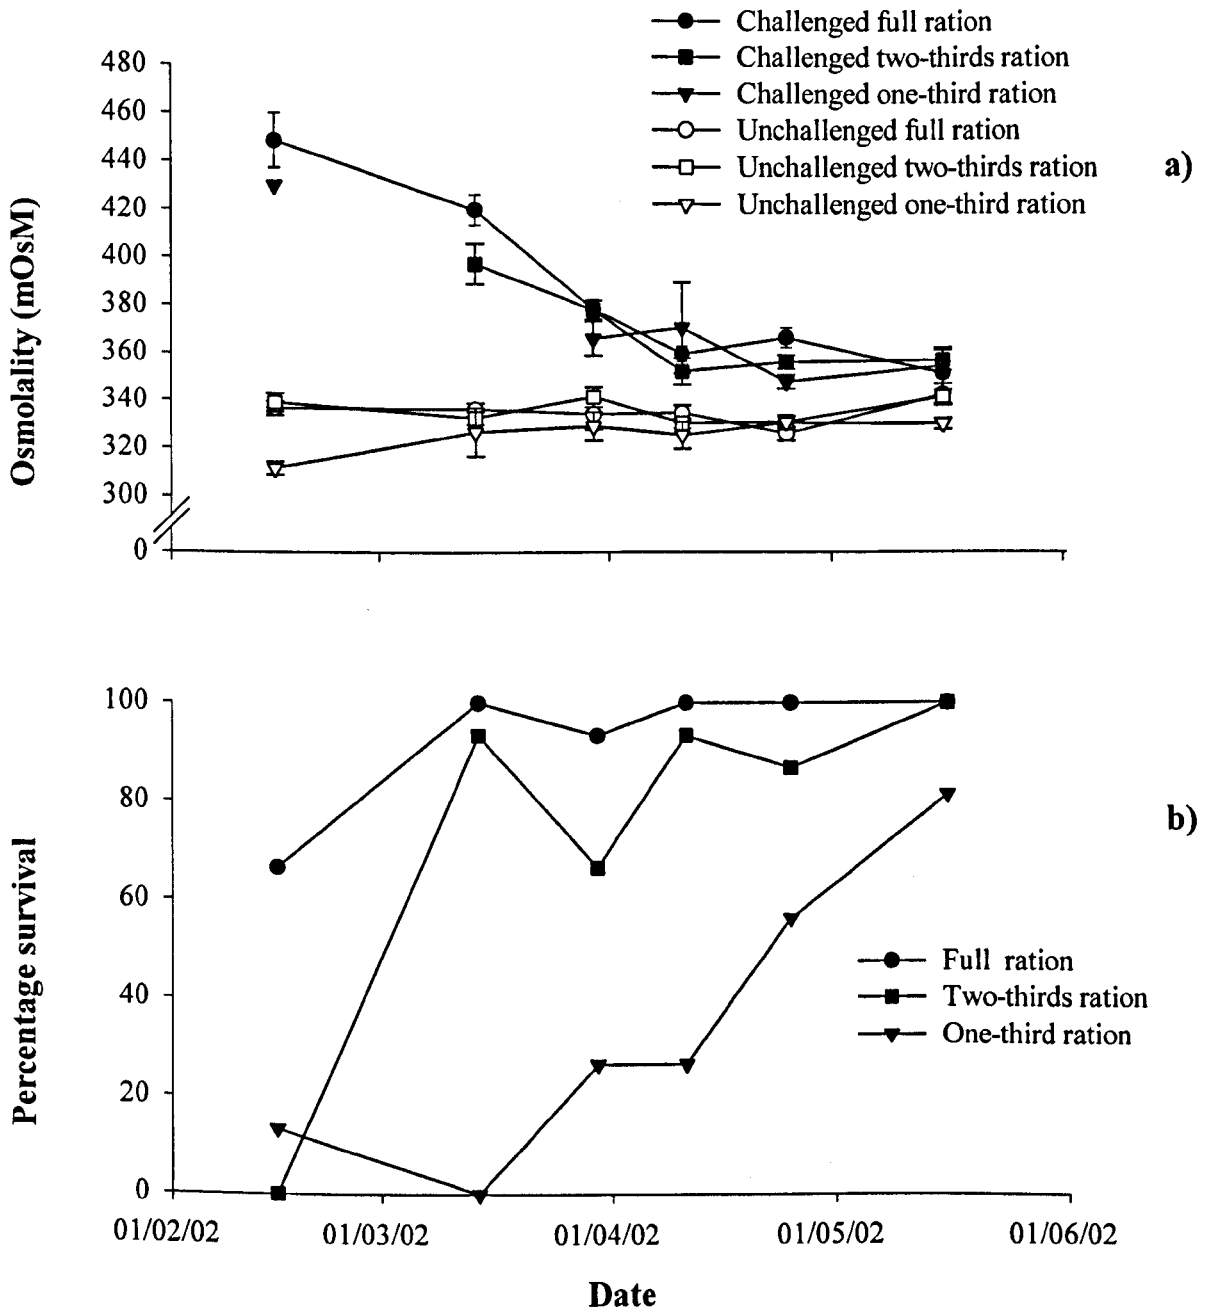 Challenged full ration
Challenged two-thirds ration
Challenged one-third ration
Unchallenged full ration
Unchallenged two-thirds ration
Unchallenged one-third ration
a)
480
460
440
420
400
380
360
340
320
300
0
Osmolality (mOsM)
100
80
60
40
20
0
Percentage survival
b)
Full ration
Two-thirds ration
One-third ration
01/02/02
01/03/02
01/04/02
01/05/02
01/06/02
Date